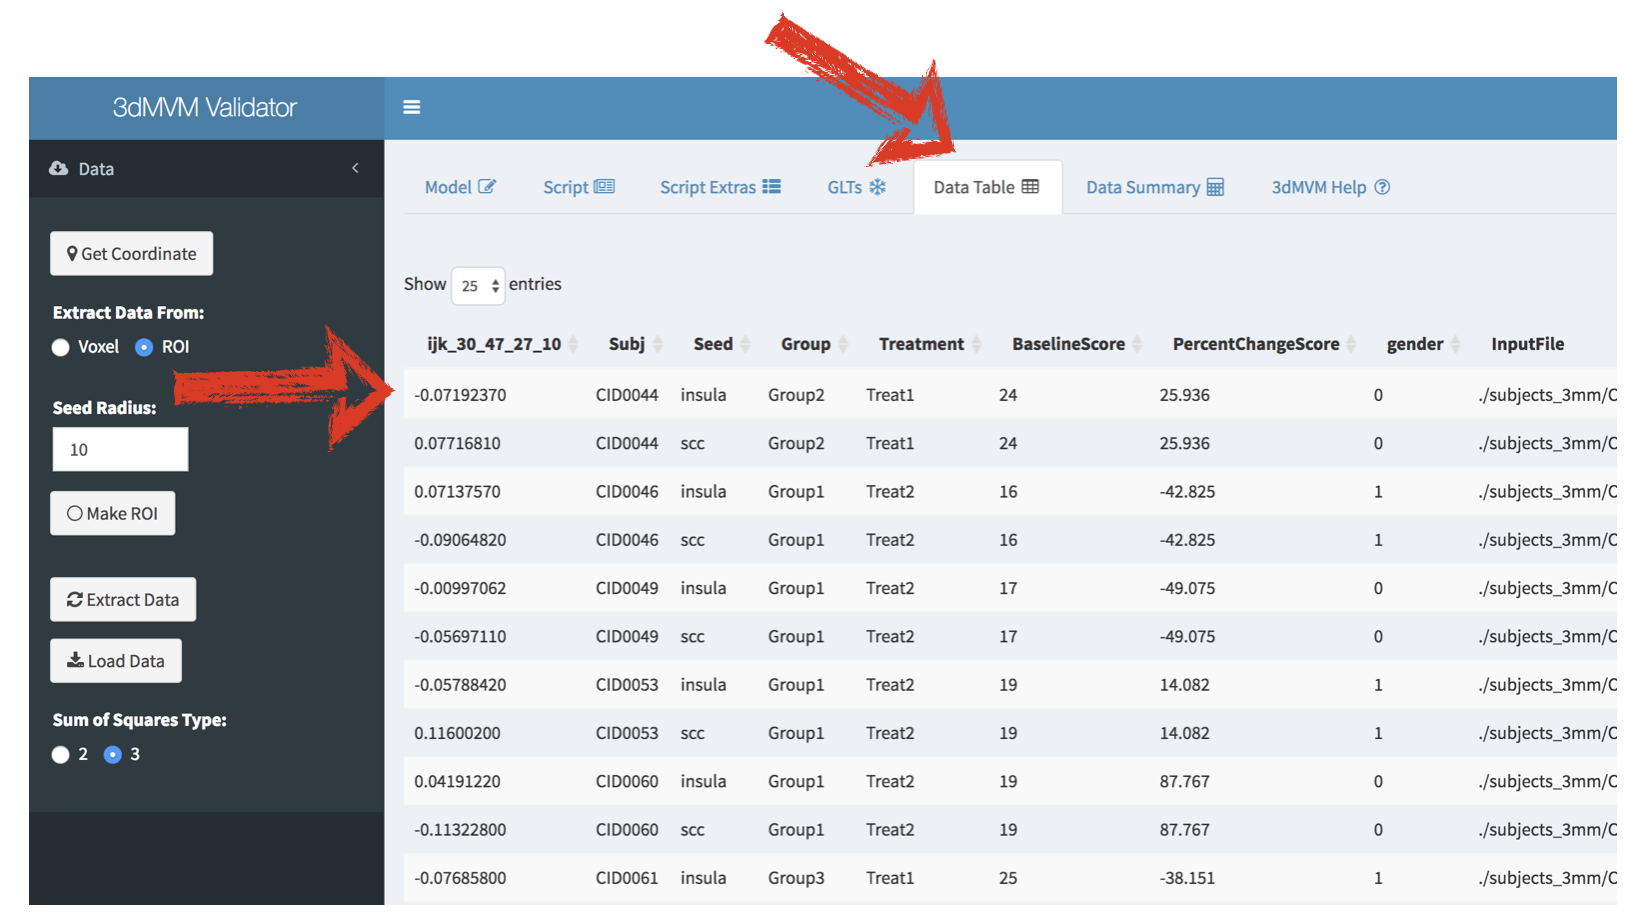 3dMVM Validator
Data
Model Script Script Extras GLTs Data Table Data Summary 3dMVM Help
Get Coordinate
Extract Data From:
Voxel ROI
Seed Radius:
10
Make ROI
Extract Data
Load Data
Sum of Squares Type:
2 3
Show 25 entries
ijk_30_47_27_10 Subj Seed Group Treatment BaselineScore PercentChangeScore gender InputFile
-0.07192370 CID0044 insula Group2 Treat1 24 25.936 0 ./subjects_3mm/C
0.07716810 CID0044 scc Group2 Treat1 24 25.936 0 ./subjects_3mm/C
0.07137570 CID0046 insula Group1 Treat2 16 -42.825 1 ./subjects_3mm/C
-0.09064820 CID0046 scc Group1 Treat2 16 -42.825 1 ./subjects_3mm/C
-0.00997062 CID0049 insula Group1 Treat2 17 -49.075 0 ./subjects_3mm/C
-0.05697110 CID0049 scc Group1 Treat2 17 -49.075 0 ./subjects_3mm/C
-0.05788420 CID0053 insula Group1 Treat2 19 14.082 1 ./subjects_3mm/C
0.11600200 CID0053 scc Group1 Treat2 19 14.082 1 ./subjects_3mm/C
0.04191220 CID0060 insula Group1 Treat2 19 87.767 0 ./subjects_3mm/C
-0.11322800 CID0060 scc Group1 Treat2 19 87.767 0 ./subjects_3mm/C
-0.07685800 CID0061 insula Group3 Treat1 25 -38.151 1 ./subjects_3mm/C